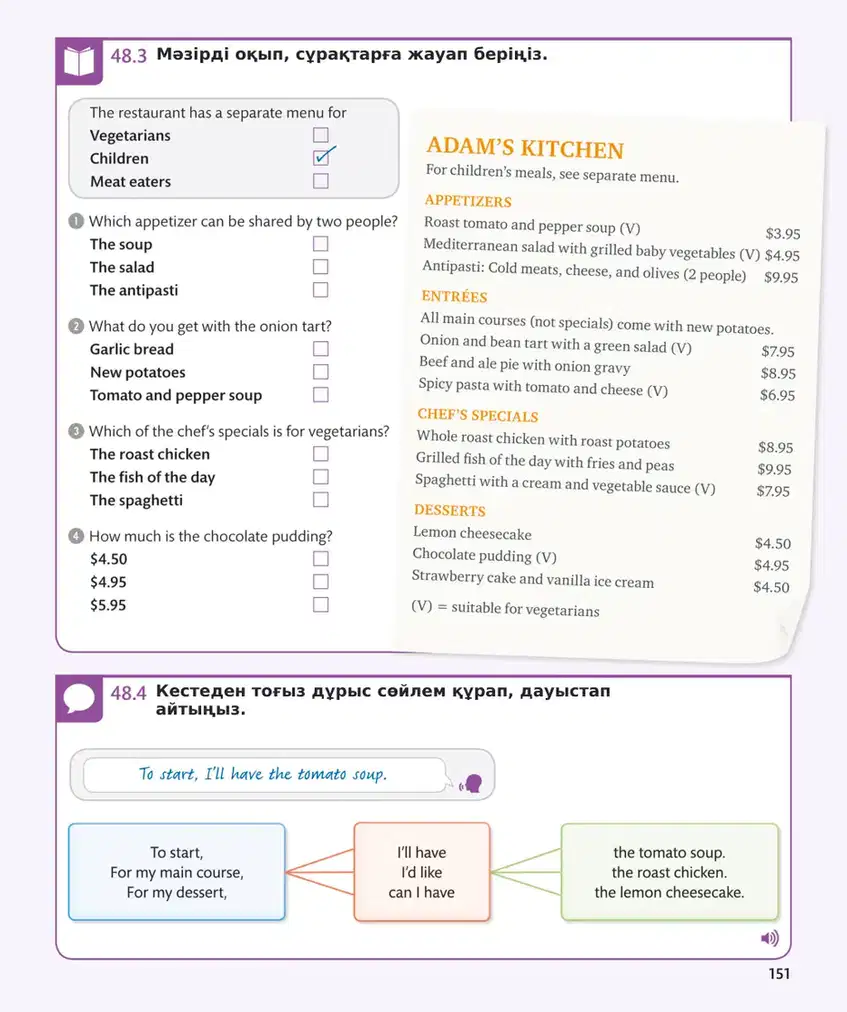 48.3 Мәзірді оқып, сұрақтарға жауап беріңіз.
The restaurant has a separate menu for
Vegetarians
Children
Meat eaters
1 Which appetizer can be shared by two people?
The soup
The salad
The antipasti
2 What do you get with the onion tart?
Garlic bread
New potatoes
Tomato and pepper soup
3 Which of the chef's specials is for vegetarians?
The roast chicken
The fish of the day
The spaghetti
4 How much is the chocolate pudding?
$4.50
$4.95
$5.95
ADAM'S KITCHEN
For children's meals, see separate menu.
APPETIZERS
Roast tomato and pepper soup (V) $3.95
Mediterranean salad with grilled baby vegetables (V) $4.95
Antipasti: Cold meats, cheese, and olives (2 people) $9.95
ENTRÉES
All main courses (not specials) come with new potatoes.
Onion and bean tart with a green salad (V) $7.95
Beef and ale pie with onion gravy $8.95
Spicy pasta with tomato and cheese (V) $6.95
CHEF'S SPECIALS
Whole roast chicken with roast potatoes $8.95
Grilled fish of the day with fries and peas $9.95
Spaghetti with a cream and vegetable sauce (V) $7.95
DESSERTS
Lemon cheesecake $4.50
Chocolate pudding (V) $4.95
Strawberry cake and vanilla ice cream $4.50
(V) = suitable for vegetarians
48.4 Кестеден тоғыз дұрыс сөйлем құрап, дауыстап
айтыңыз.
To start, I'll have the tomato soup.
To start,
For my main course,
For my dessert,
I'll have
I'd like
can I have
the tomato soup.
the roast chicken.
the lemon cheesecake.
151